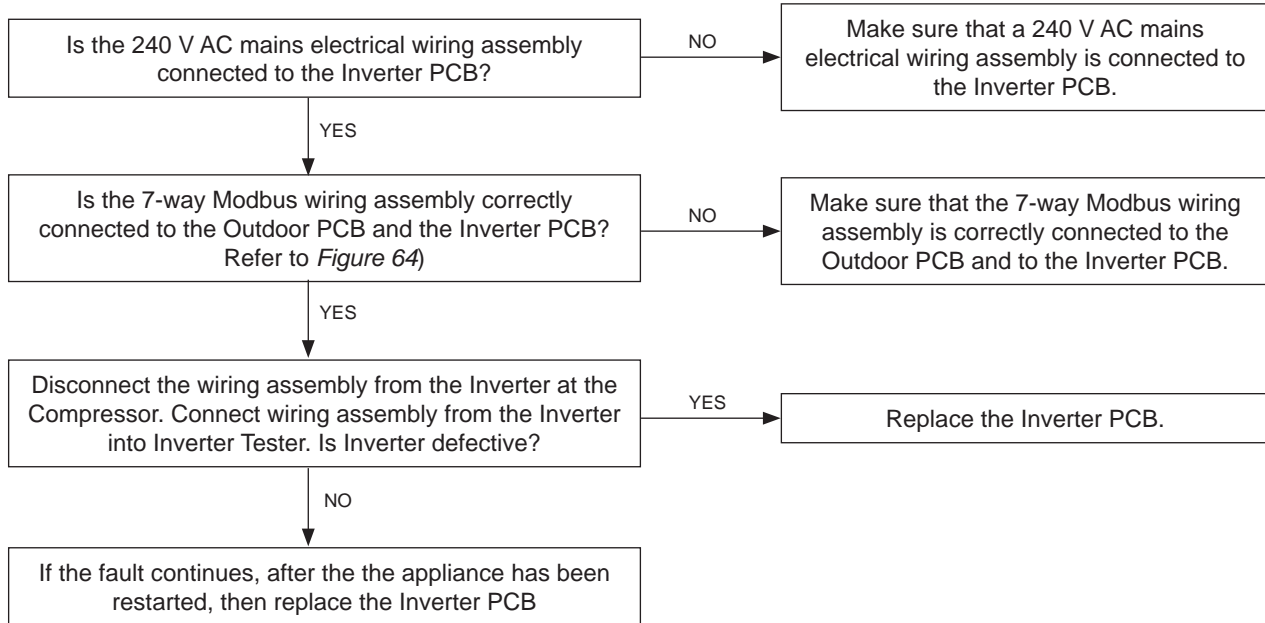 Is the 240 V AC mains electrical wiring assembly
connected to the Inverter PCB?
NO
Make sure that a 240 V AC mains
electrical wiring assembly is connected to
the Inverter PCB.
YES
Is the 7-way Modbus wiring assembly correctly
connected to the Outdoor PCB and the Inverter PCB?
Refer to Figure 64)
NO
Make sure that the 7-way Modbus wiring
assembly is correctly connected to the
Outdoor PCB and to the Inverter PCB.
YES
Disconnect the wiring assembly from the Inverter at the
Compressor. Connect wiring assembly from the Inverter
into Inverter Tester. Is Inverter defective?
YES
Replace the Inverter PCB.
NO
If the fault continues, after the the appliance has been
restarted, then replace the Inverter PCB